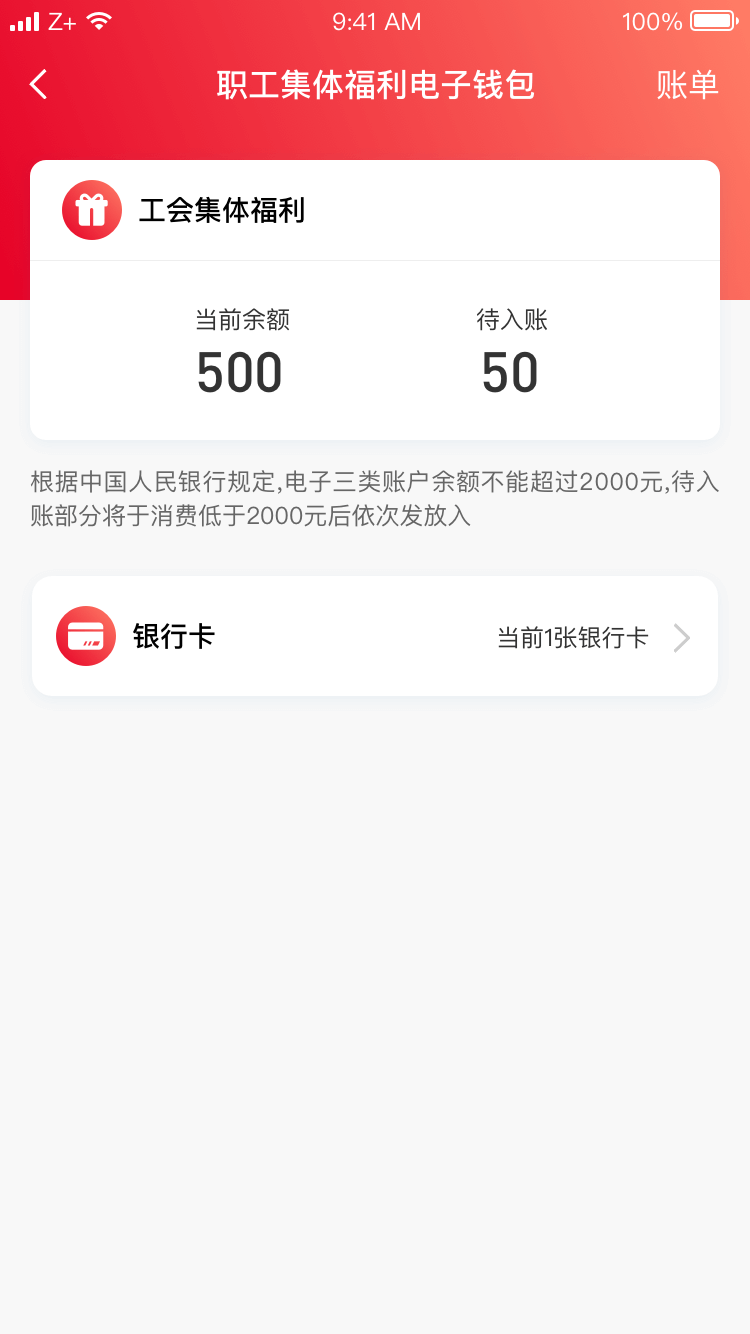 Z+ 9:41 AM 100%
职工集体福利电子钱包 账单
工会集体福利
当前余额 待入账
500 50
根据中国人民银行规定,电子三类账户余额不能超过2000元,待入
账部分将于消费低于2000元后依次发放入
银行卡 当前1张银行卡